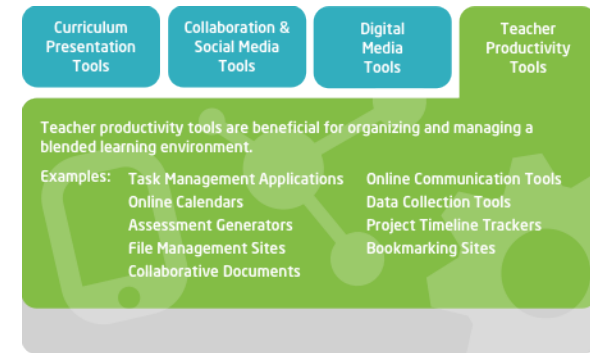 Curriculum
Presentation
Tools
Collaboration &
Social Media
Tools
Digital
Media
Tools
Teacher
Productivity
Tools
Teacher productivity tools are beneficial for organizing and managing a
blended learning environment.
Examples:
Task Management Applications
Online Calendars
Assessment Generators
File Management Sites
Collaborative Documents
Online Communication Tools
Data Collection Tools
Project Timeline Trackers
Bookmarking Sites